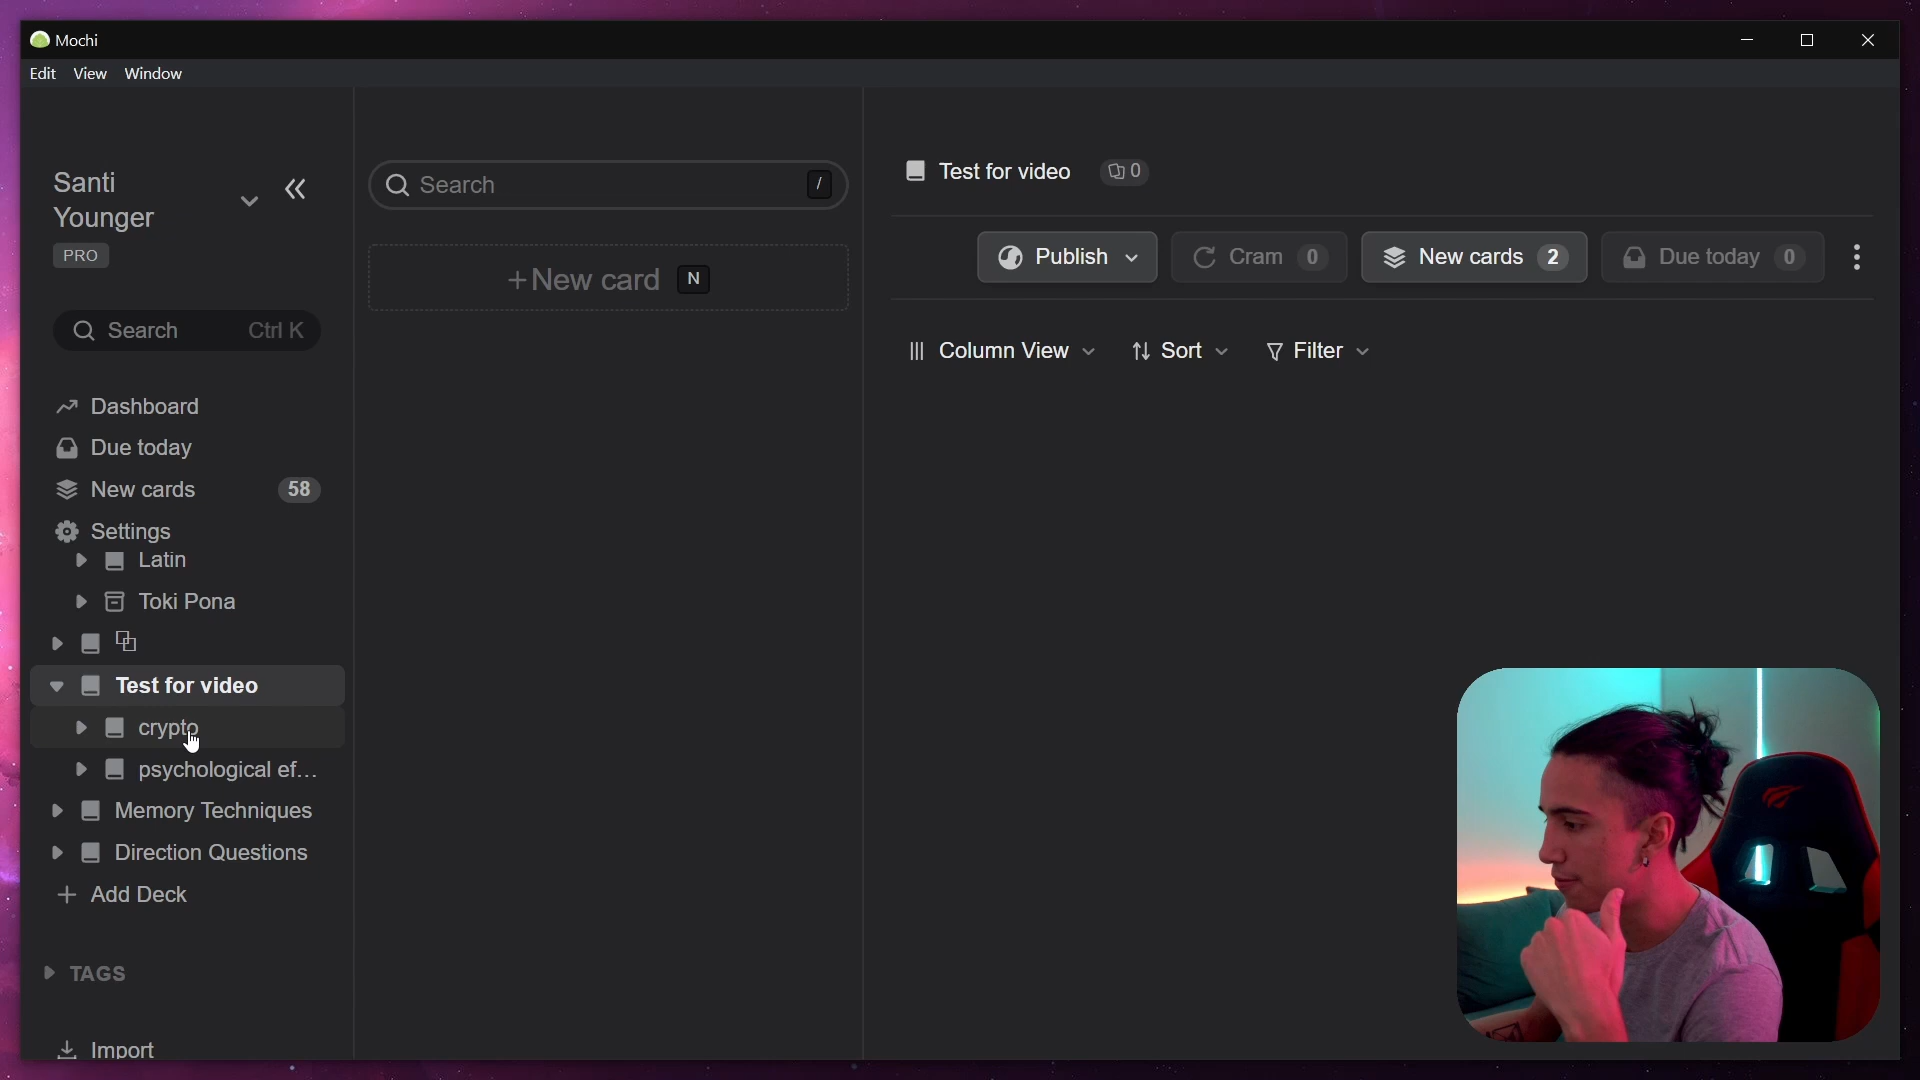 Mochi
Edit View Window
Santi
Younger
PRO
Search Ctrl K
Dashboard
Due today
New cards 58
Settings
Latin
Toki Pona
Test for video
crypto
psychological ef...
Memory Techniques
Direction Questions
+ Add Deck
TAGS
Import
Search /
+New card N
Test for video 0
Publish Cram 0 New cards 2 Due today 0
Column View Sort Filter